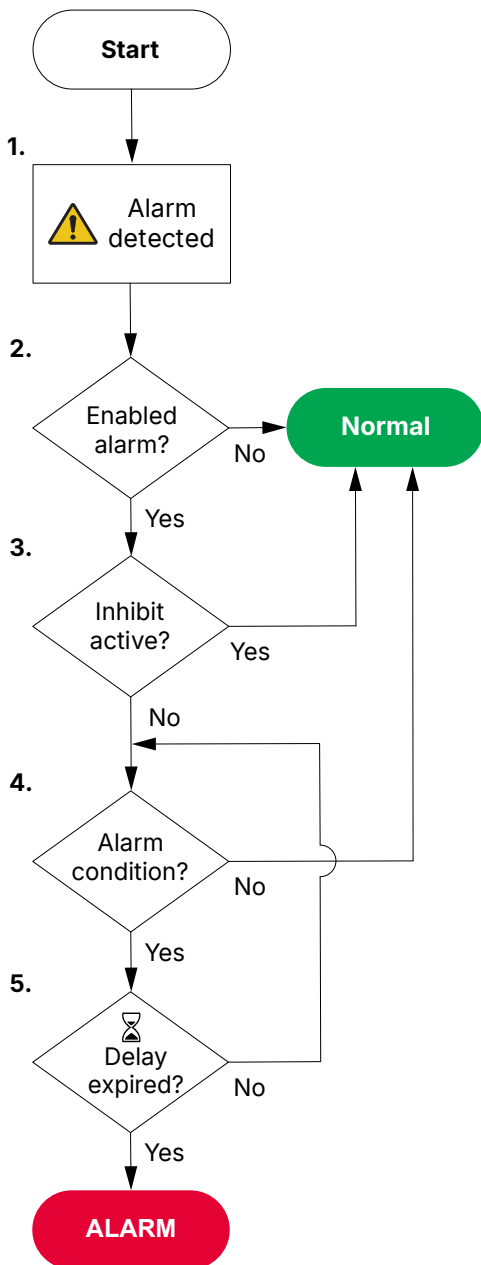 Start
1.
Alarm
detected
2.
Enabled
alarm?
No
Normal
Yes
3.
Inhibit
active?
Yes
No
4.
Alarm
condition?
No
Yes
5.
Delay
expired?
No
Yes
ALARM